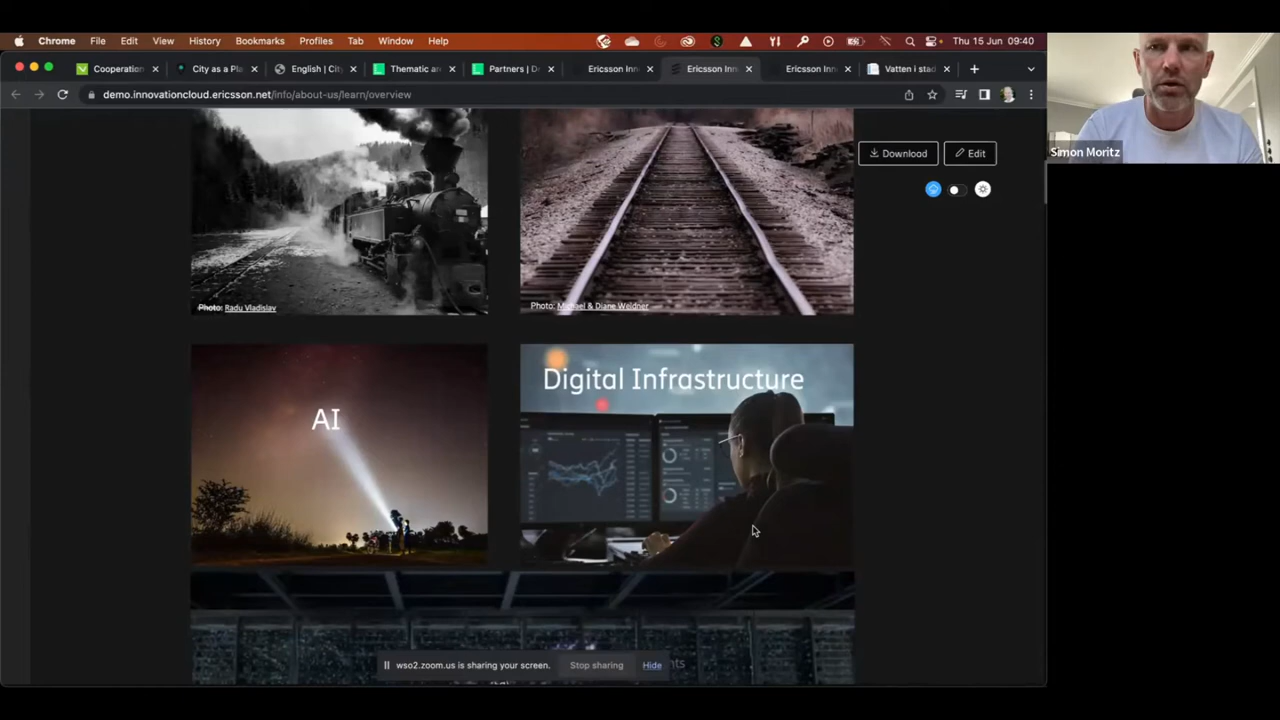 Chrome File Edit View History Bookmarks Profiles Tab Window Help Thu 15 Jun 09:40
Cooperation City as a Pla English | City Thematic ar Partners | D Ericsson Inn Ericsson Inn Ericsson Inn Vatten i stad
demo.innovationcloud.ericsson.net/info/about-us/learn/overview
Simon Moritz
Download Edit
Photo: Radu Vladislav
Photo: Michael & Diane Weidner
AI
Digital Infrastructure
wso2.zoom.us is sharing your screen. Stop sharing Hide